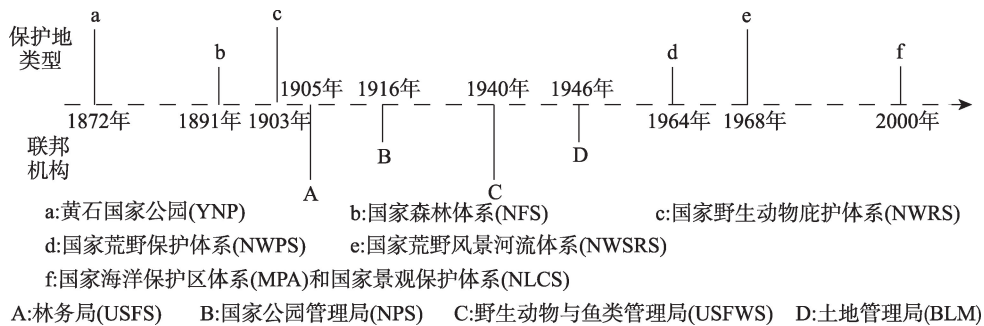 a c e
保护地
类型
b d f
1905年 1916年 1940年 1946年
1872年 1891年 1903年 1964年 1968年 2000年
联邦
机构
B D
A C
a:黄石国家公园(YNP) b:国家森林体系(NFS) c:国家野生动物庇护体系(NWRS)
d:国家荒野保护体系(NWPS) e:国家荒野风景河流体系(NWSRS)
f:国家海洋保护区体系(MPA)和国家景观保护体系(NLCS)
A:林务局(USFS) B:国家公园管理局(NPS) C:野生动物与鱼类管理局(USFWS) D:土地管理局(BLM)